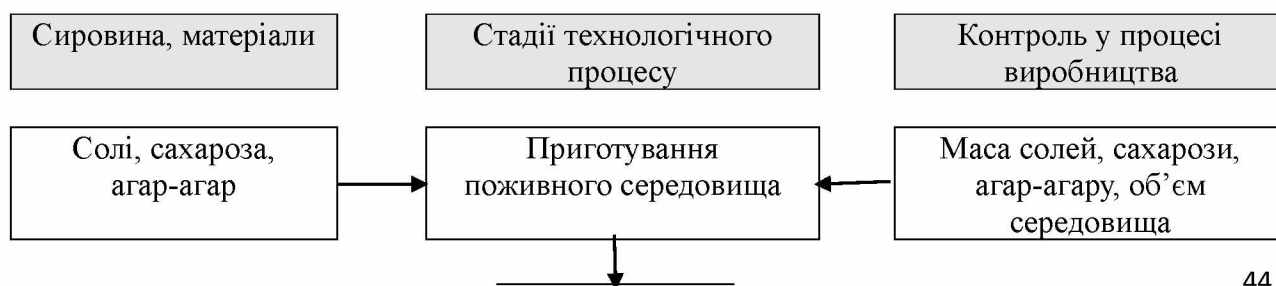 Сировина, матеріали
Стадії технологічного
процесу
Контроль у процесі
виробництва
Солі, сахароза,
агар-агар
Приготування
поживного середовища
Маса солей, сахарози,
агар-агару, об’єм
середовища
44